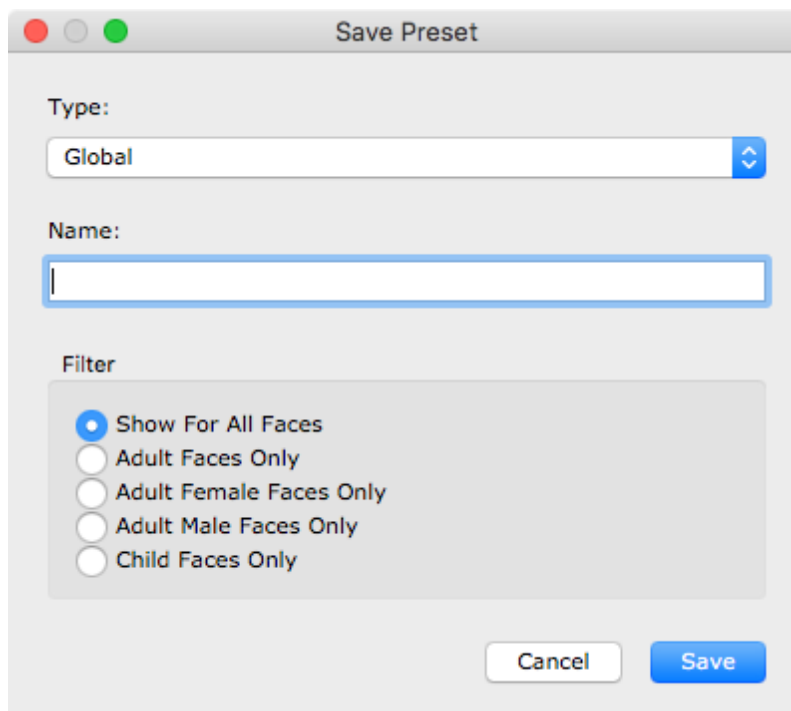 Save Preset
Type:
Global
Name:
Filter
Show For All Faces
Adult Faces Only
Adult Female Faces Only
Adult Male Faces Only
Child Faces Only
Cancel Save